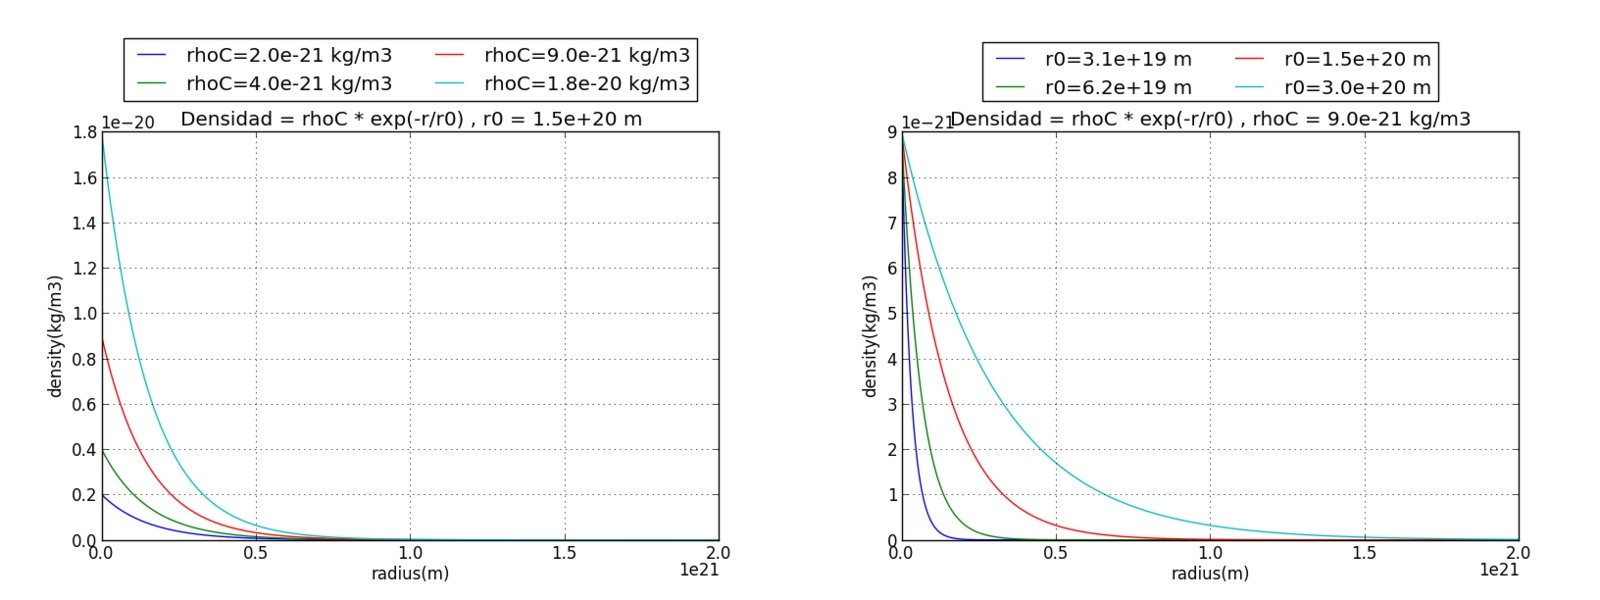 rhoC=2.0e-21 kg/m3 rhoC=9.0e-21 kg/m3
rhoC=4.0e-21 kg/m3 rhoC=1.8e-20 kg/m3
1e−20 Densidad = rhoC * exp(-r/r0) , r0 = 1.5e+20 m
1.8
1.6
1.4
1.2
1.0
0.8
0.6
0.4
0.2
0.0
density(kg/m3)
0.0 0.5 1.0 1.5 2.0
radius(m) 1e21
r0=3.1e+19 m r0=1.5e+20 m
r0=6.2e+19 m r0=3.0e+20 m
1e−21 Densidad = rhoC * exp(-r/r0) , rhoC = 9.0e-21 kg/m3
9
8
7
6
5
4
3
2
1
0
density(kg/m3)
0.0 0.5 1.0 1.5 2.0
radius(m) 1e21